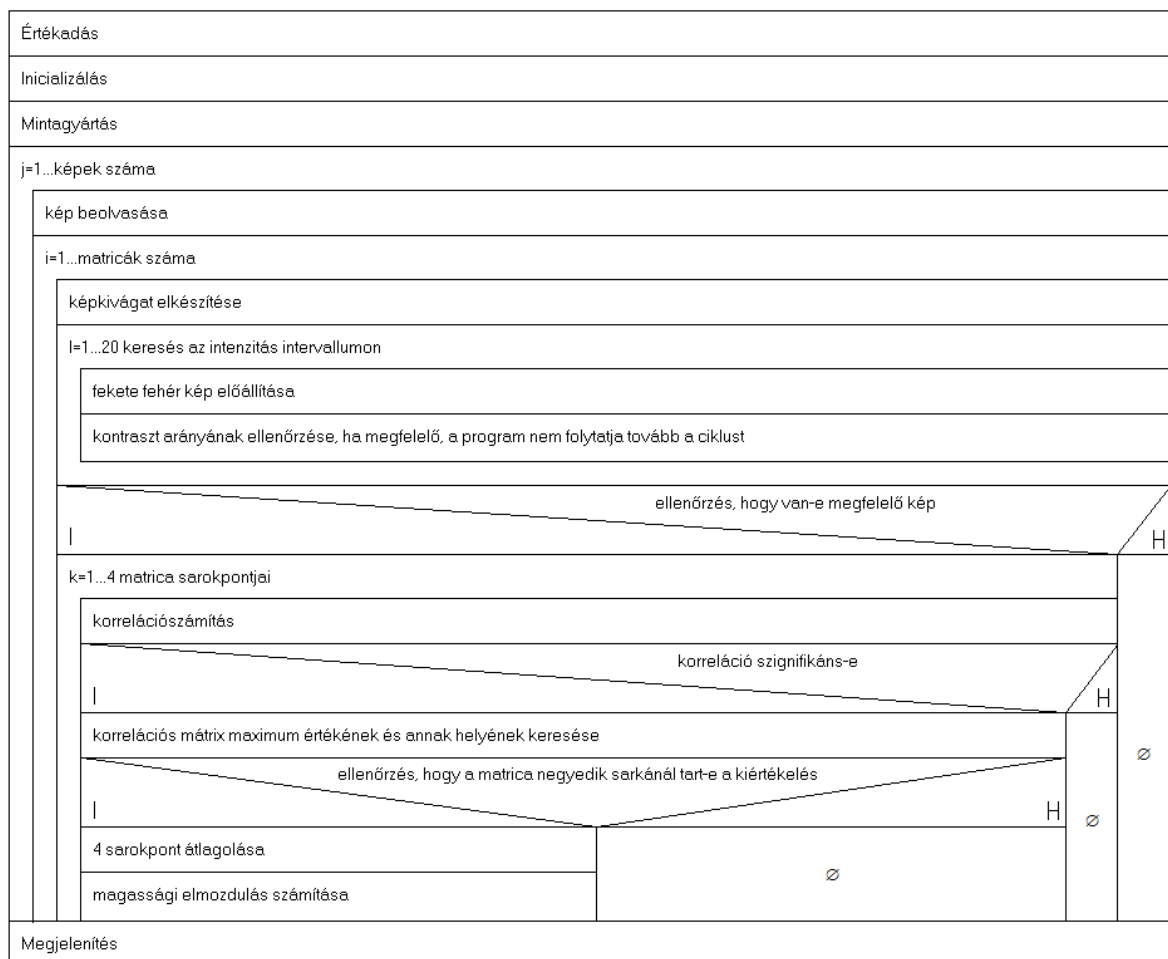 Értékadás
Inicializálás
Mintagyártás
j=1...képek száma
kép beolvasása
i=1...matricák száma
képkivágat elkészítése
l=1...20 keresés az intenzitás intervallumon
fekete fehér kép előállítása
kontraszt arányának ellenőrzése, ha megfelelő, a program nem folytatja tovább a ciklust
ellenőrzés, hogy van-e megfelelő kép
I
H
k=1...4 matrica sarokpontjai
korrelációszámítás
korreláció szignifikáns-e
I
H
korrelációs mátrix maximum értékének és annak helyének keresése
∅
ellenőrzés, hogy a matrica negyedik sarkánál tart-e a kiértékelés
I
H
∅
4 sarokpont átlagolása
∅
magassági elmozdulás számítása
Megjelenítés